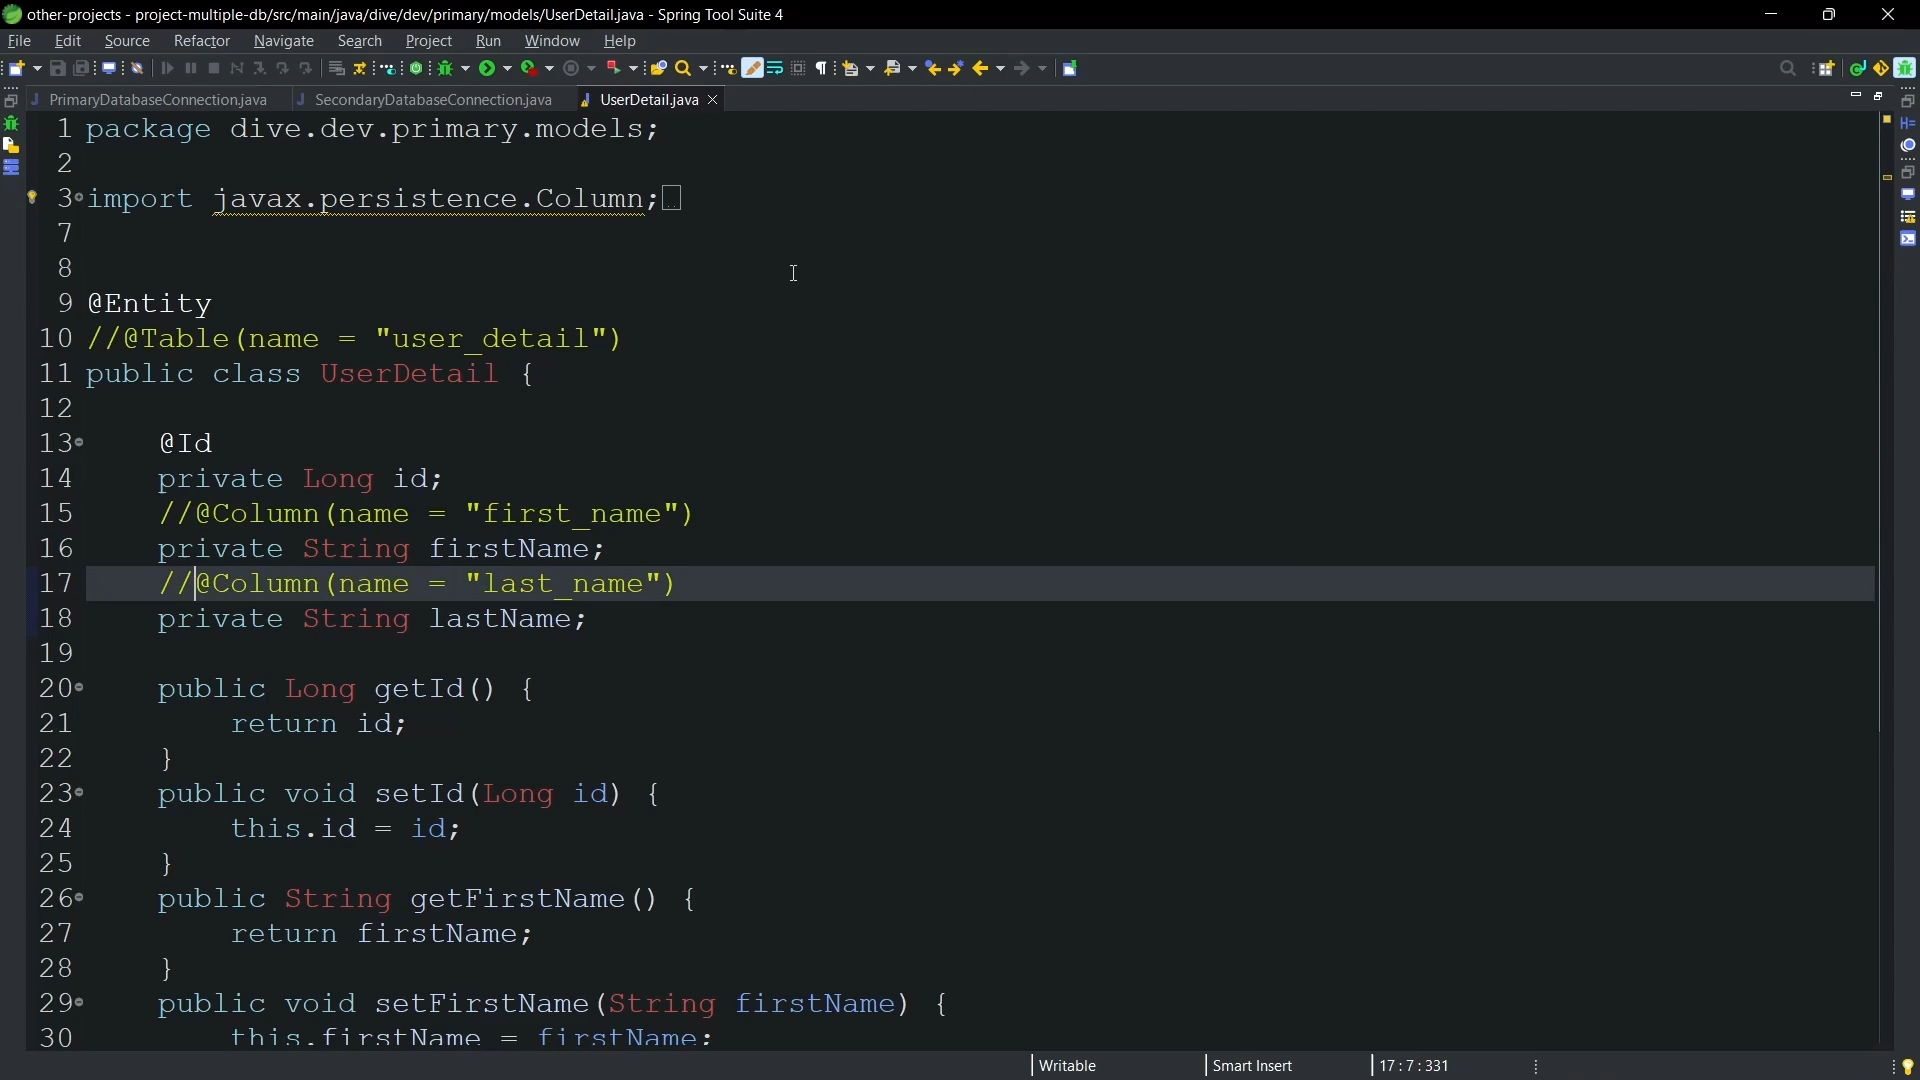 other-projects - project-multiple-db/src/main/java/dive/dev/primary/models/UserDetail.java - Spring Tool Suite 4
File Edit Source Refactor Navigate Search Project Run Window Help
PrimaryDatabaseConnection.java SecondaryDatabaseConnection.java UserDetail.java
1 package dive.dev.primary.models;
2
3 import javax.persistence.Column;
7
8
9 @Entity
10 //@Table(name = "user_detail")
11 public class UserDetail {
12
13 @Id
14 private Long id;
15 //@Column(name = "first_name")
16 private String firstName;
17 //@Column(name = "last_name")
18 private String lastName;
19
20 public Long getId() {
21 return id;
22 }
23 public void setId(Long id) {
24 this.id = id;
25 }
26 public String getFirstName() {
27 return firstName;
28 }
29 public void setFirstName(String firstName) {
30 this.firstName = firstName;
Writable Smart Insert 17 : 7 : 331